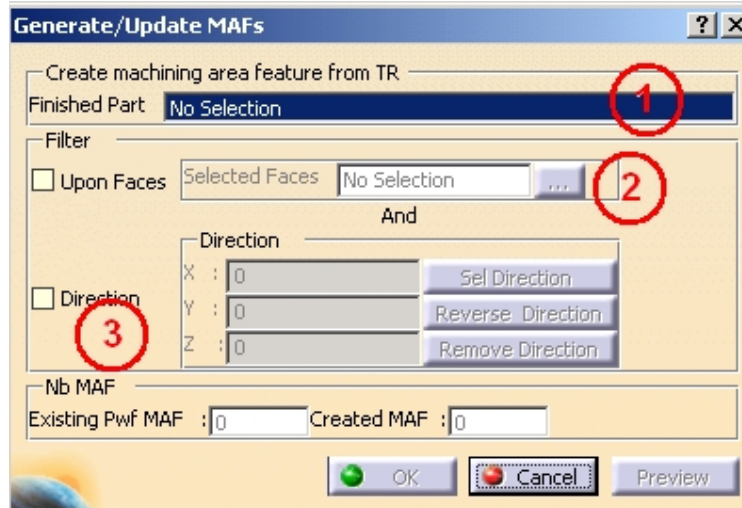 Generate/Update MAFs ? X
Create machining area feature from TR
Finished Part No Selection 1
Filter
Upon Faces Selected Faces No Selection ... 2
And
Direction
X : 0 Sel Direction
Direction Y : 0 Reverse Direction
3
Z : 0 Remove Direction
Nb MAF
Existing Pwf MAF : 0 Created MAF : 0
OK Cancel Preview